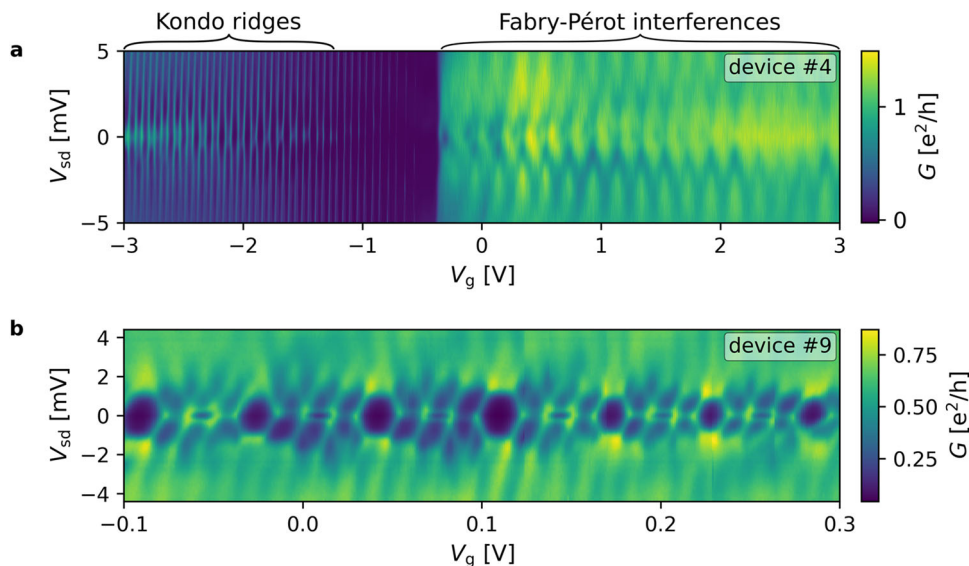 Kondo ridges
Fabry-Pérot interferences
a
device #4
5
0
−5
V_sd [mV]
−3
−2
−1
0
1
2
3
V_g [V]
1
0
G [e²/h]
b
device #9
4
2
0
−2
−4
V_sd [mV]
−0.1
0.0
0.1
0.2
0.3
V_g [V]
0.75
0.50
0.25
G [e²/h]